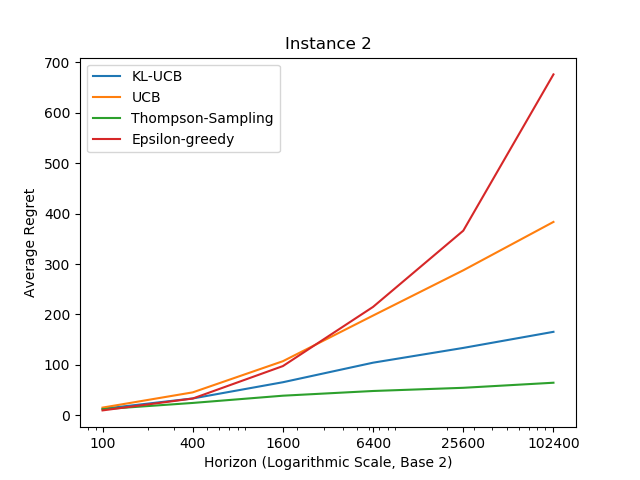 Instance 2
KL-UCB
UCB
Thompson-Sampling
Epsilon-greedy
Average Regret
700
600
500
400
300
200
100
0
100 400 1600 6400 25600 102400
Horizon (Logarithmic Scale, Base 2)